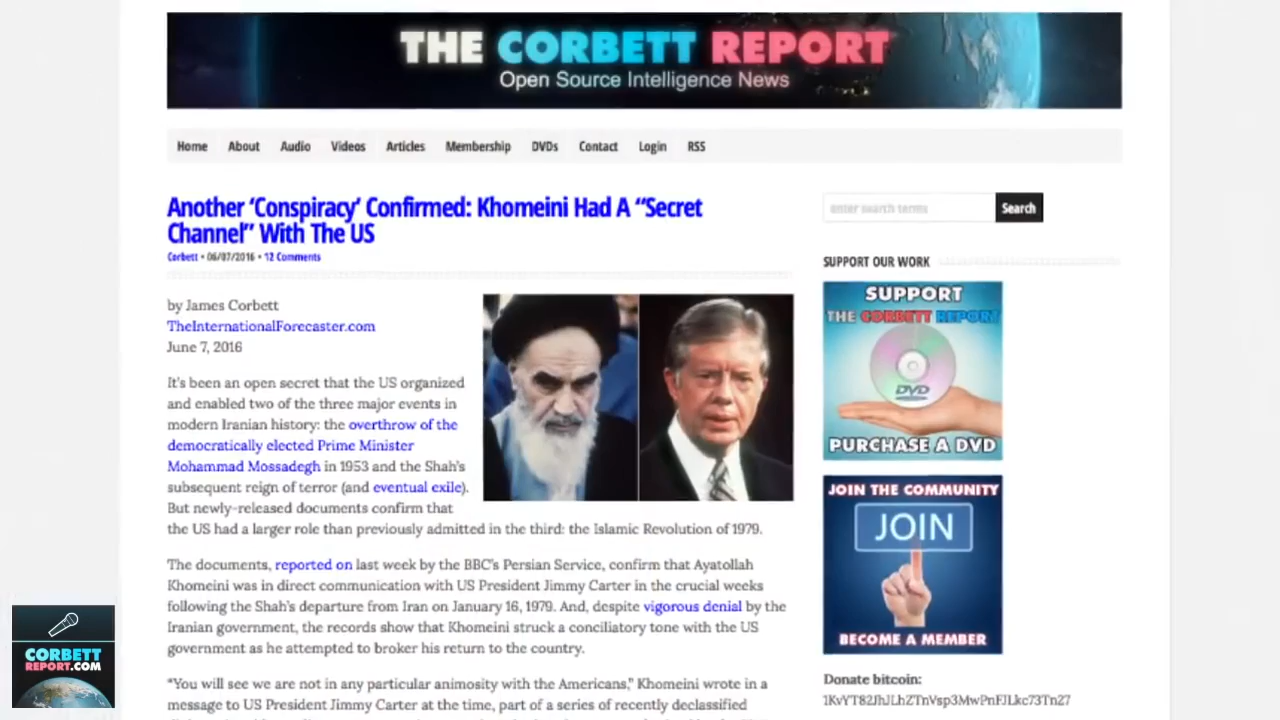 THE CORBETT REPORT
Open Source Intelligence News
Home About Audio Videos Articles Membership DVDs Contact Login RSS
Another ‘Conspiracy’ Confirmed: Khomeini Had A “Secret
Channel” With The US
Corbett • 06/07/2016 • 12 Comments
by James Corbett
TheInternationalForecaster.com
June 7, 2016
It’s been an open secret that the US organized
and enabled two of the three major events in
modern Iranian history: the overthrow of the
democratically elected Prime Minister
Mohammad Mossadegh in 1953 and the Shah’s
subsequent reign of terror (and eventual exile).
But newly-released documents confirm that
the US had a larger role than previously admitted in the third: the Islamic Revolution of 1979.
The documents, reported on last week by the BBC’s Persian Service, confirm that Ayatollah
Khomeini was in direct communication with US President Jimmy Carter in the crucial weeks
following the Shah’s departure from Iran on January 16, 1979. And, despite vigorous denial by the
Iranian government, the records show that Khomeini struck a conciliatory tone with the US
government as he attempted to broker his return to the country.
“You will see we are not in any particular animosity with the Americans,” Khomeini wrote in a
message to US President Jimmy Carter at the time, part of a series of recently declassified
enter search terms
Search
SUPPORT OUR WORK
SUPPORT
THE CORBETT REPORT
DVD
PURCHASE A DVD
JOIN THE COMMUNITY
JOIN
BECOME A MEMBER
Donate bitcoin:
CORBETT
REPORT.COM